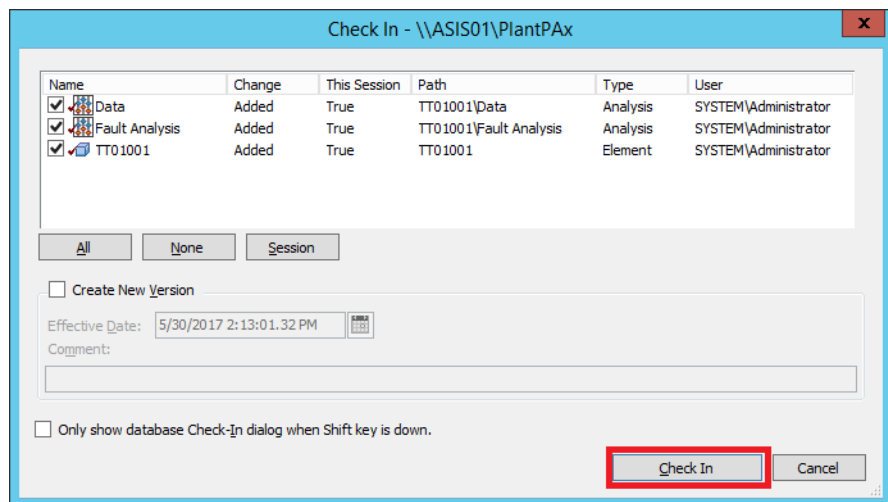 Check In - \\ASIS01\PlantPAx
x
Name Change This Session Path Type User
Data Added True TT01001\Data Analysis SYSTEM\Administrator
Fault Analysis Added True TT01001\Fault Analysis Analysis SYSTEM\Administrator
TT01001 Added True TT01001 Element SYSTEM\Administrator
All None Session
Create New Version
Effective Date: 5/30/2017 2:13:01.32 PM
Comment:
Only show database Check-In dialog when Shift key is down.
Check In Cancel